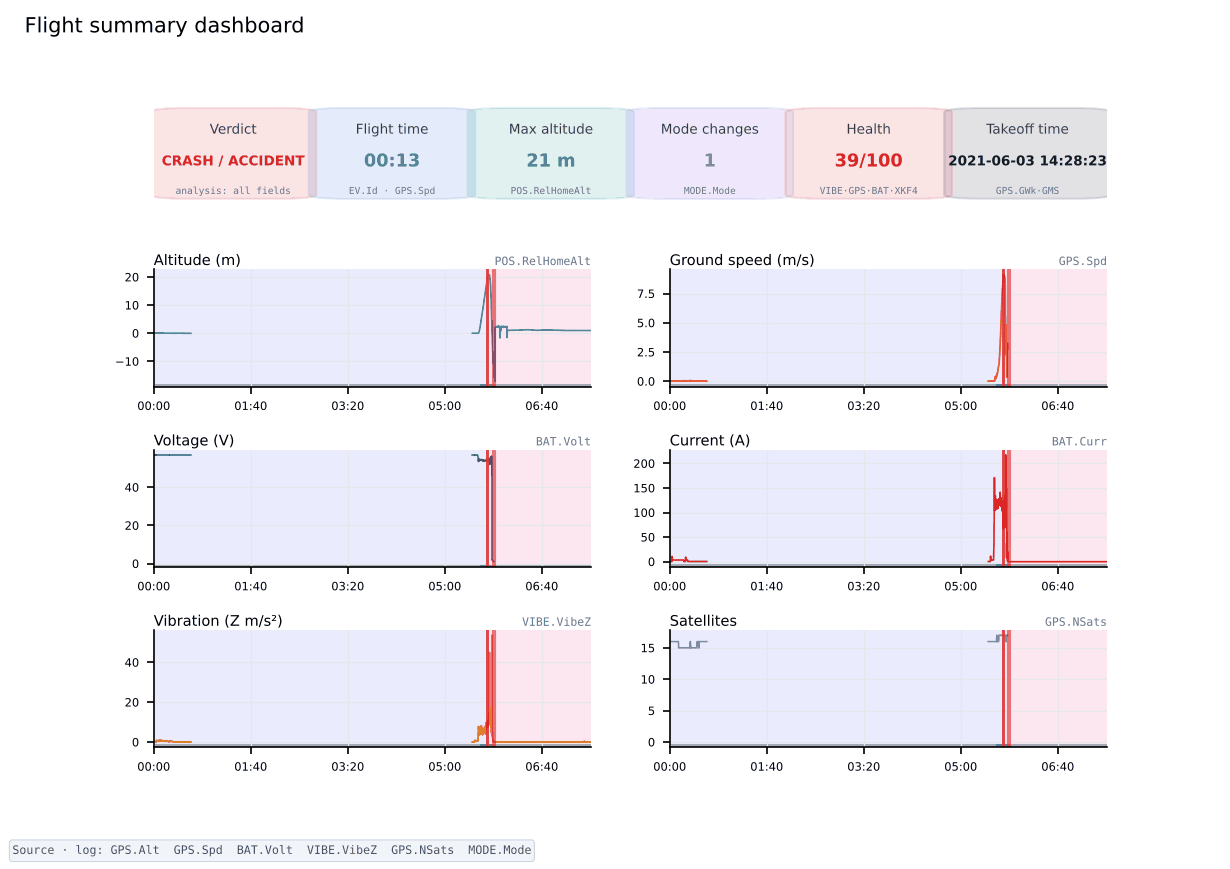 Flight summary dashboard
Verdict
CRASH / ACCIDENT
analysis: all fields
Flight time
00:13
EV.Id · GPS.Spd
Max altitude
21 m
POS.RelHomeAlt
Mode changes
1
MODE.Mode
Health
39/100
VIBE·GPS·BAT·XKF4
Takeoff time
2021-06-03 14:28:23
GPS.GWk·GMS
Altitude (m) POS.RelHomeAlt
20
10
0
−10
00:00 01:40 03:20 05:00 06:40
Ground speed (m/s) GPS.Spd
7.5
5.0
2.5
0.0
00:00 01:40 03:20 05:00 06:40
Voltage (V) BAT.Volt
40
20
0
00:00 01:40 03:20 05:00 06:40
Current (A) BAT.Curr
200
150
100
50
0
00:00 01:40 03:20 05:00 06:40
Vibration (Z m/s²) VIBE.VibeZ
40
20
0
00:00 01:40 03:20 05:00 06:40
Satellites GPS.NSats
15
10
5
0
00:00 01:40 03:20 05:00 06:40
Source · log: GPS.Alt GPS.Spd BAT.Volt VIBE.VibeZ GPS.NSats MODE.Mode